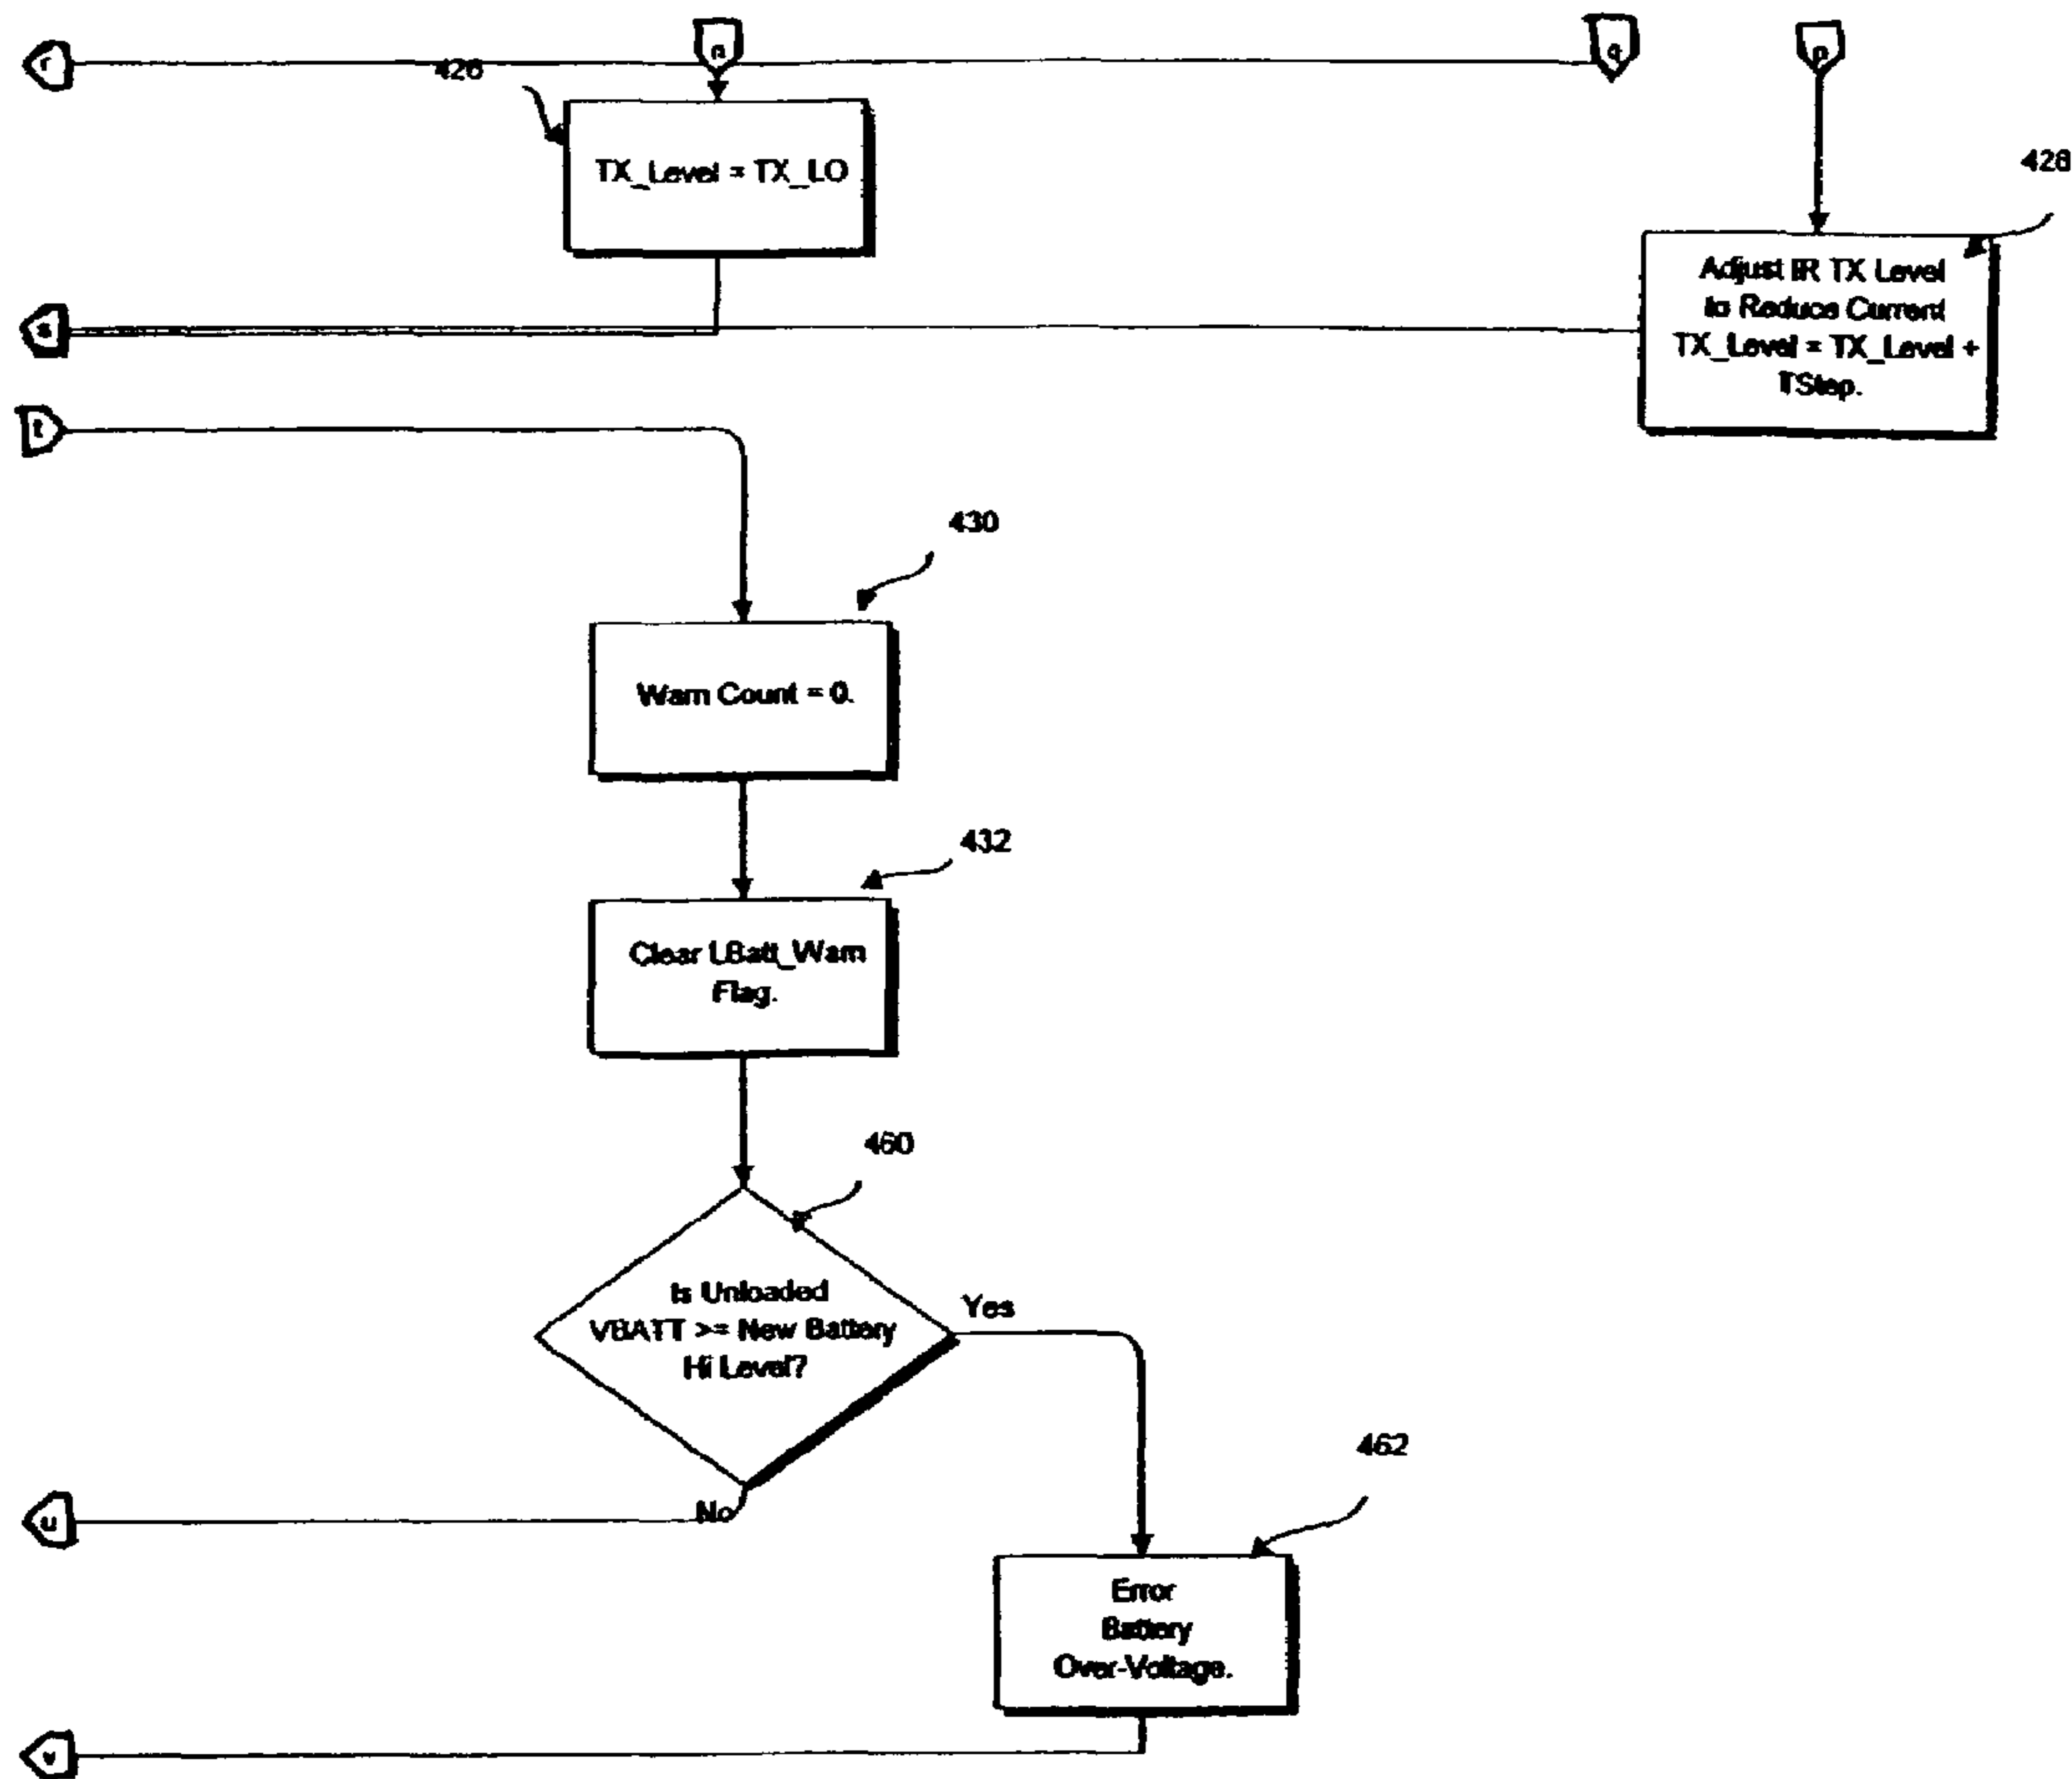 r
n
q
p
426
TX_Level = TX_LO
428
Adjust IR TX Level
to Reduce Current
TX_Level = TX_Level +
TStep.
s
t
430
Warn Count = 0.
432
Clear LBatt_Warn
Flag.
460
Is Unloaded
VBATT >= New Battery
Hi Level?
Yes
No
u
462
Error
Battery
Over-Voltage.
v